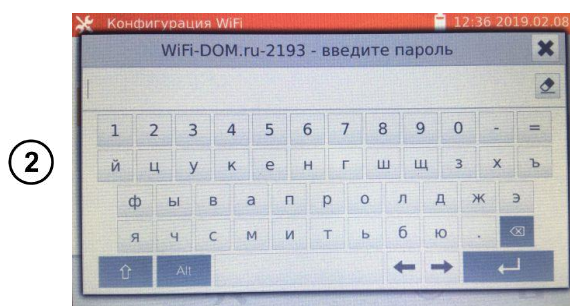 Конфигурация WiFi 12:36 2019.02.08
WiFi-DOM.ru-2193 - введите пароль
1 2 3 4 5 6 7 8 9 0 - =
й ц у к е н г ш щ з х ъ
ф ы в а п р о л д ж э
2
я ч с м и т ь б ю .
Alt